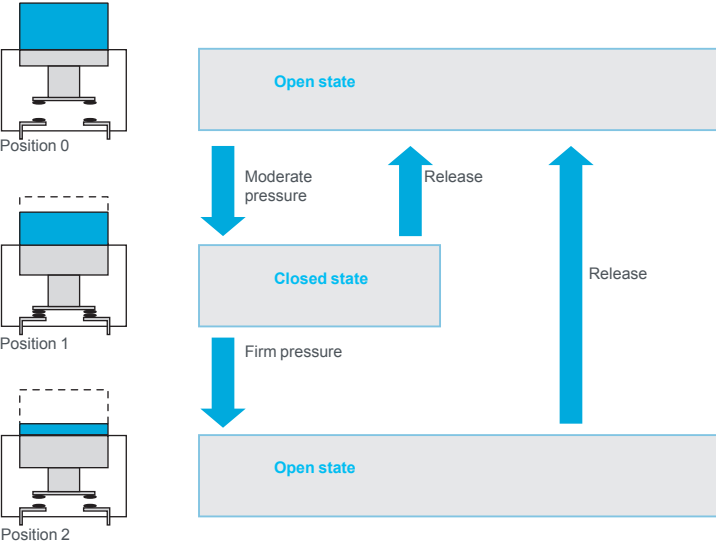 Open state
Position 0
Moderate
pressure
Release
Closed state
Release
Position 1
Firm pressure
Open state
Position 2